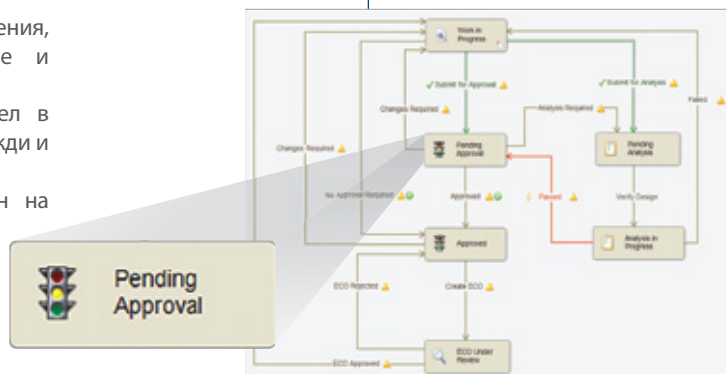 ения,
е и
ел в
жди и
н на
Work in
Progress
Submit for Approval
Submit for Analysis
Failed
Changes Required
Analysis Required
Changes Required
Pending
Approval
Pending
Analysis
No Approval Required
Approved
Passed
Verify Design
Approved
Analysis in
Progress
Pending
Approval
ECO Rejected
Create ECO
ECO Under
Review
ECO Approved